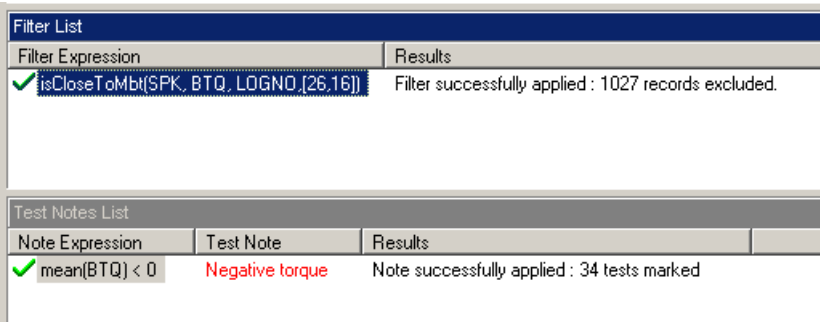 Filter List
Filter Expression Results
isCloseToMbt(SPK, BTQ, LOGNO,[26,16]) Filter successfully applied : 1027 records excluded.
Test Notes List
Note Expression Test Note Results
mean(BTQ) < 0 Negative torque Note successfully applied : 34 tests marked